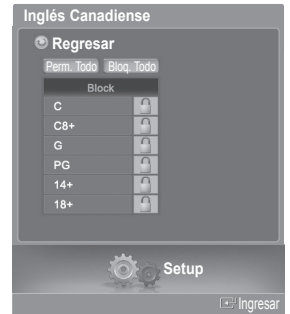 Inglés Canadiense
Regresar
Perm. Todo Bloq. Todo
Block
C
C8+
G
PG
14+
18+
Setup
Ingresar